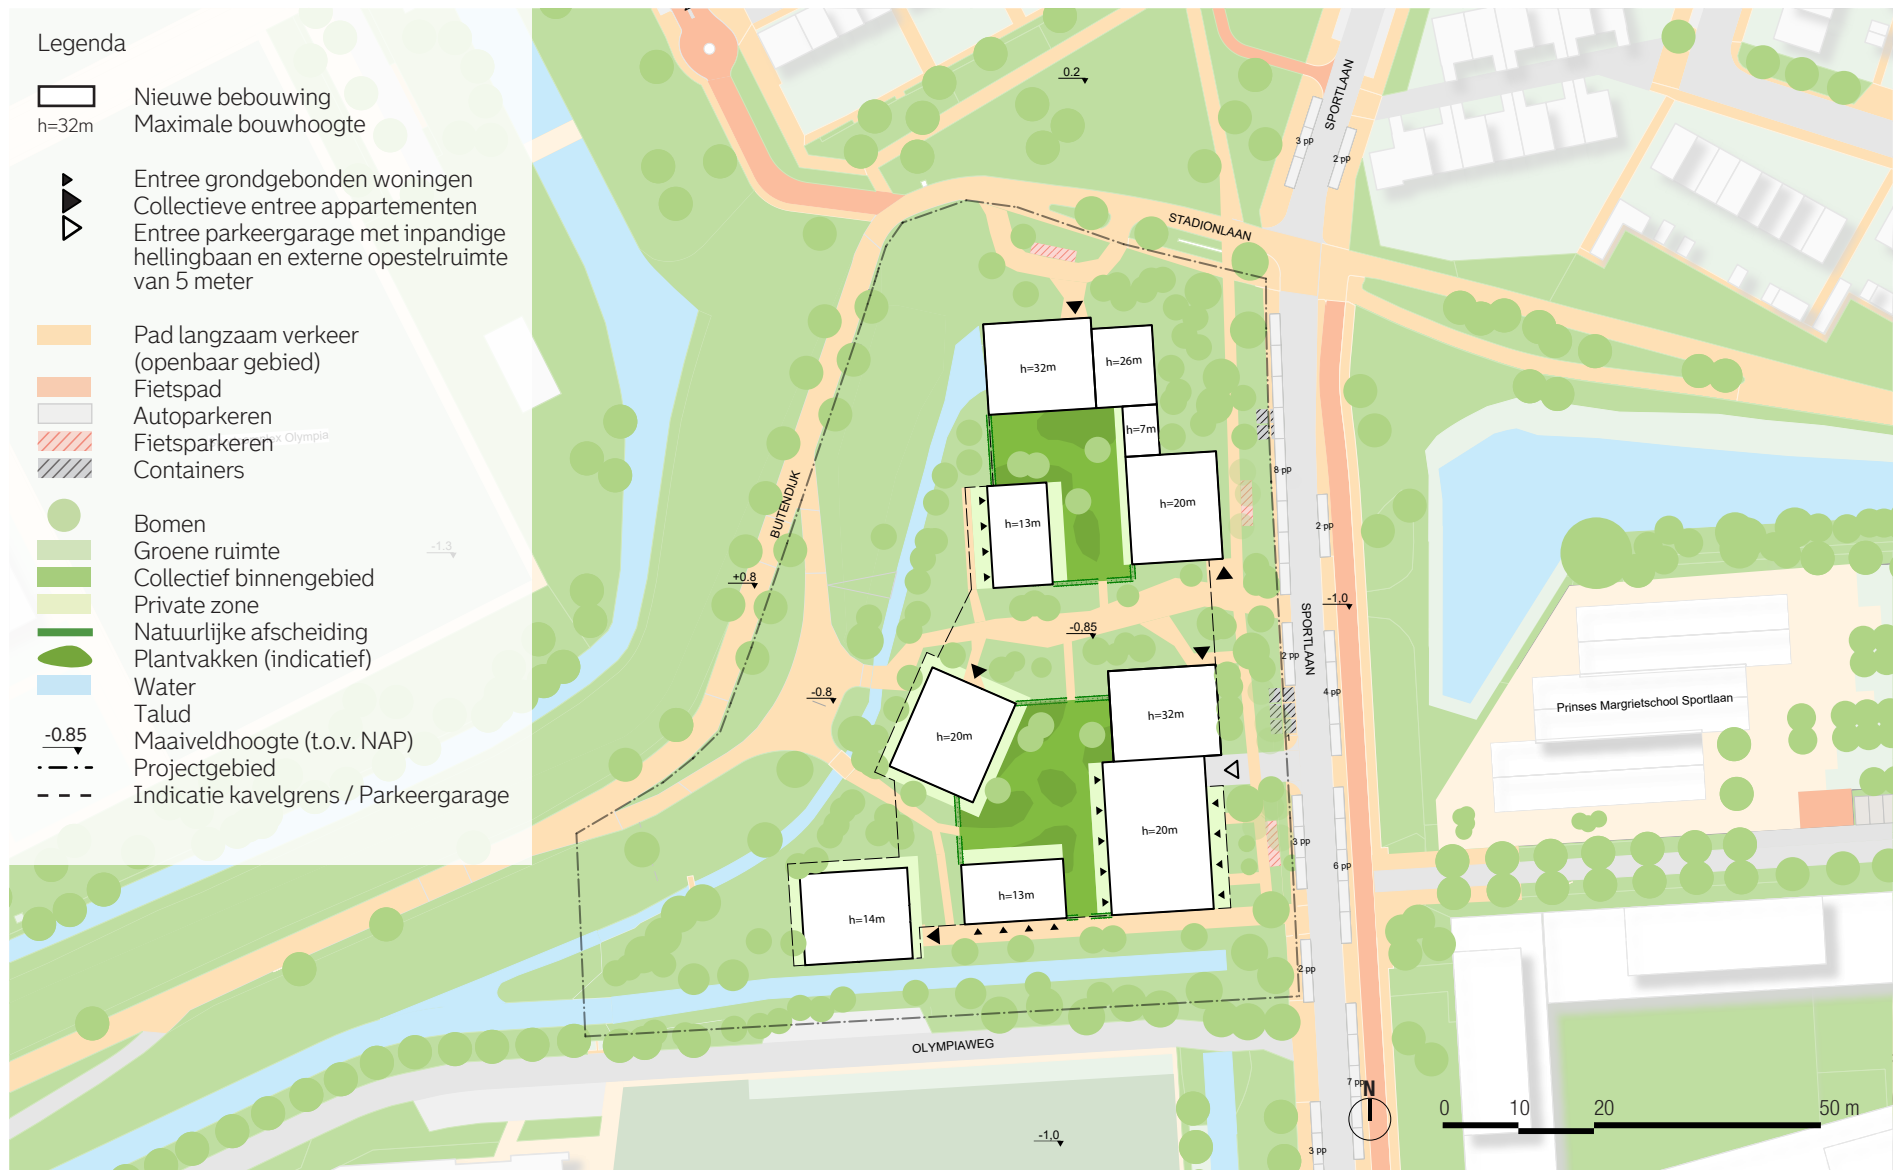 Legenda
Nieuwe bebouwing
h=32m Maximale bouwhoogte
Entree grondgebonden woningen
Collectieve entree appartementen
Entree parkeergarage met inpandige
hellingbaan en externe opestelruimte
van 5 meter
Pad langzaam verkeer
(openbaar gebied)
Fietspad
Autoparkeren
Fietsparkeren
Containers
Bomen
Groene ruimte
Collectief binnengebied
Private zone
Natuurlijke afscheiding
Plantvakken (indicatief)
Water
Talud
-0.85 Maaiveldhoogte (t.o.v. NAP)
Projectgebied
Indicatie kavelgrens / Parkeergarage
Olympia
-1.3
0.2
SPORTLAAN
3 pp
2 pp
STADIONLAAN
h=32m
h=26m
h=7m
h=20m
h=13m
8 pp
2 pp
BUITENDIJK
+0.8
-1,0
-0,85
SPORTLAAN
2 pp
4 pp
-0.8
h=20m
h=32m
Prinses Margrietschool Sportlaan
h=20m
3 pp
6 pp
h=13m
h=14m
2 pp
OLYMPIAWEG
7 pp
N
-1,0
3 pp
0 10 20 50 m